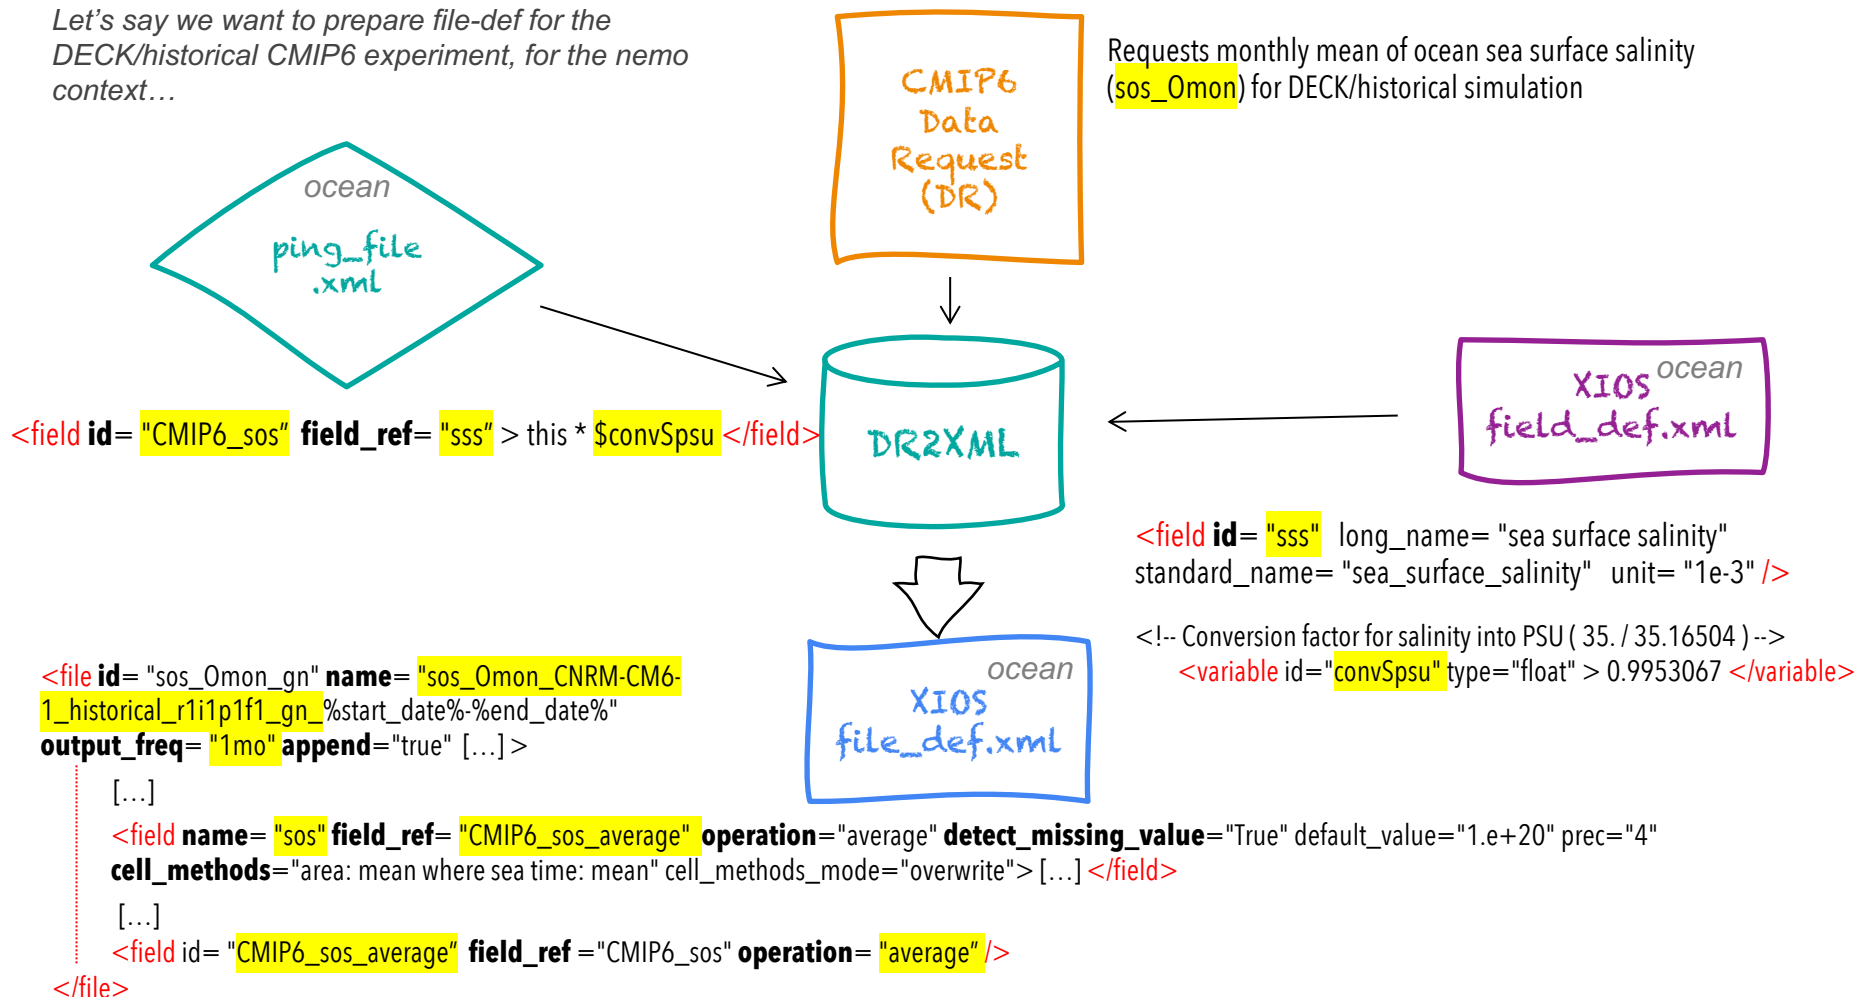 Let's say we want to prepare file-def for the
DECK/historical CMIP6 experiment, for the nemo
context…
CMIP6
Data
Request
(DR)
Requests monthly mean of ocean sea surface salinity
(sos_Omon) for DECK/historical simulation
ocean
ping_file
.xml
<field id= "CMIP6_sos" field_ref= "sss" > this * $convSpsu </field>
DR2XML
ocean
XIOS
field_def.xml
<field id= "sss" long_name= "sea surface salinity"
standard_name= "sea_surface_salinity" unit= "1e-3" />
<!-- Conversion factor for salinity into PSU ( 35. / 35.16504 ) -->
<variable id="convSpsu" type="float" > 0.9953067 </variable>
ocean
XIOS
file_def.xml
<file id= "sos_Omon_gn" name= "sos_Omon_CNRM-CM6-
1_historical_r1i1p1f1_gn_%start_date%-%end_date%"
output_freq= "1mo" append="true" […] >
[…]
<field name= "sos" field_ref= "CMIP6_sos_average" operation="average" detect_missing_value="True" default_value="1.e+20" prec="4"
cell_methods="area: mean where sea time: mean" cell_methods_mode="overwrite"> […] </field>
[…]
<field id= "CMIP6_sos_average" field_ref ="CMIP6_sos" operation= "average" />
</file>